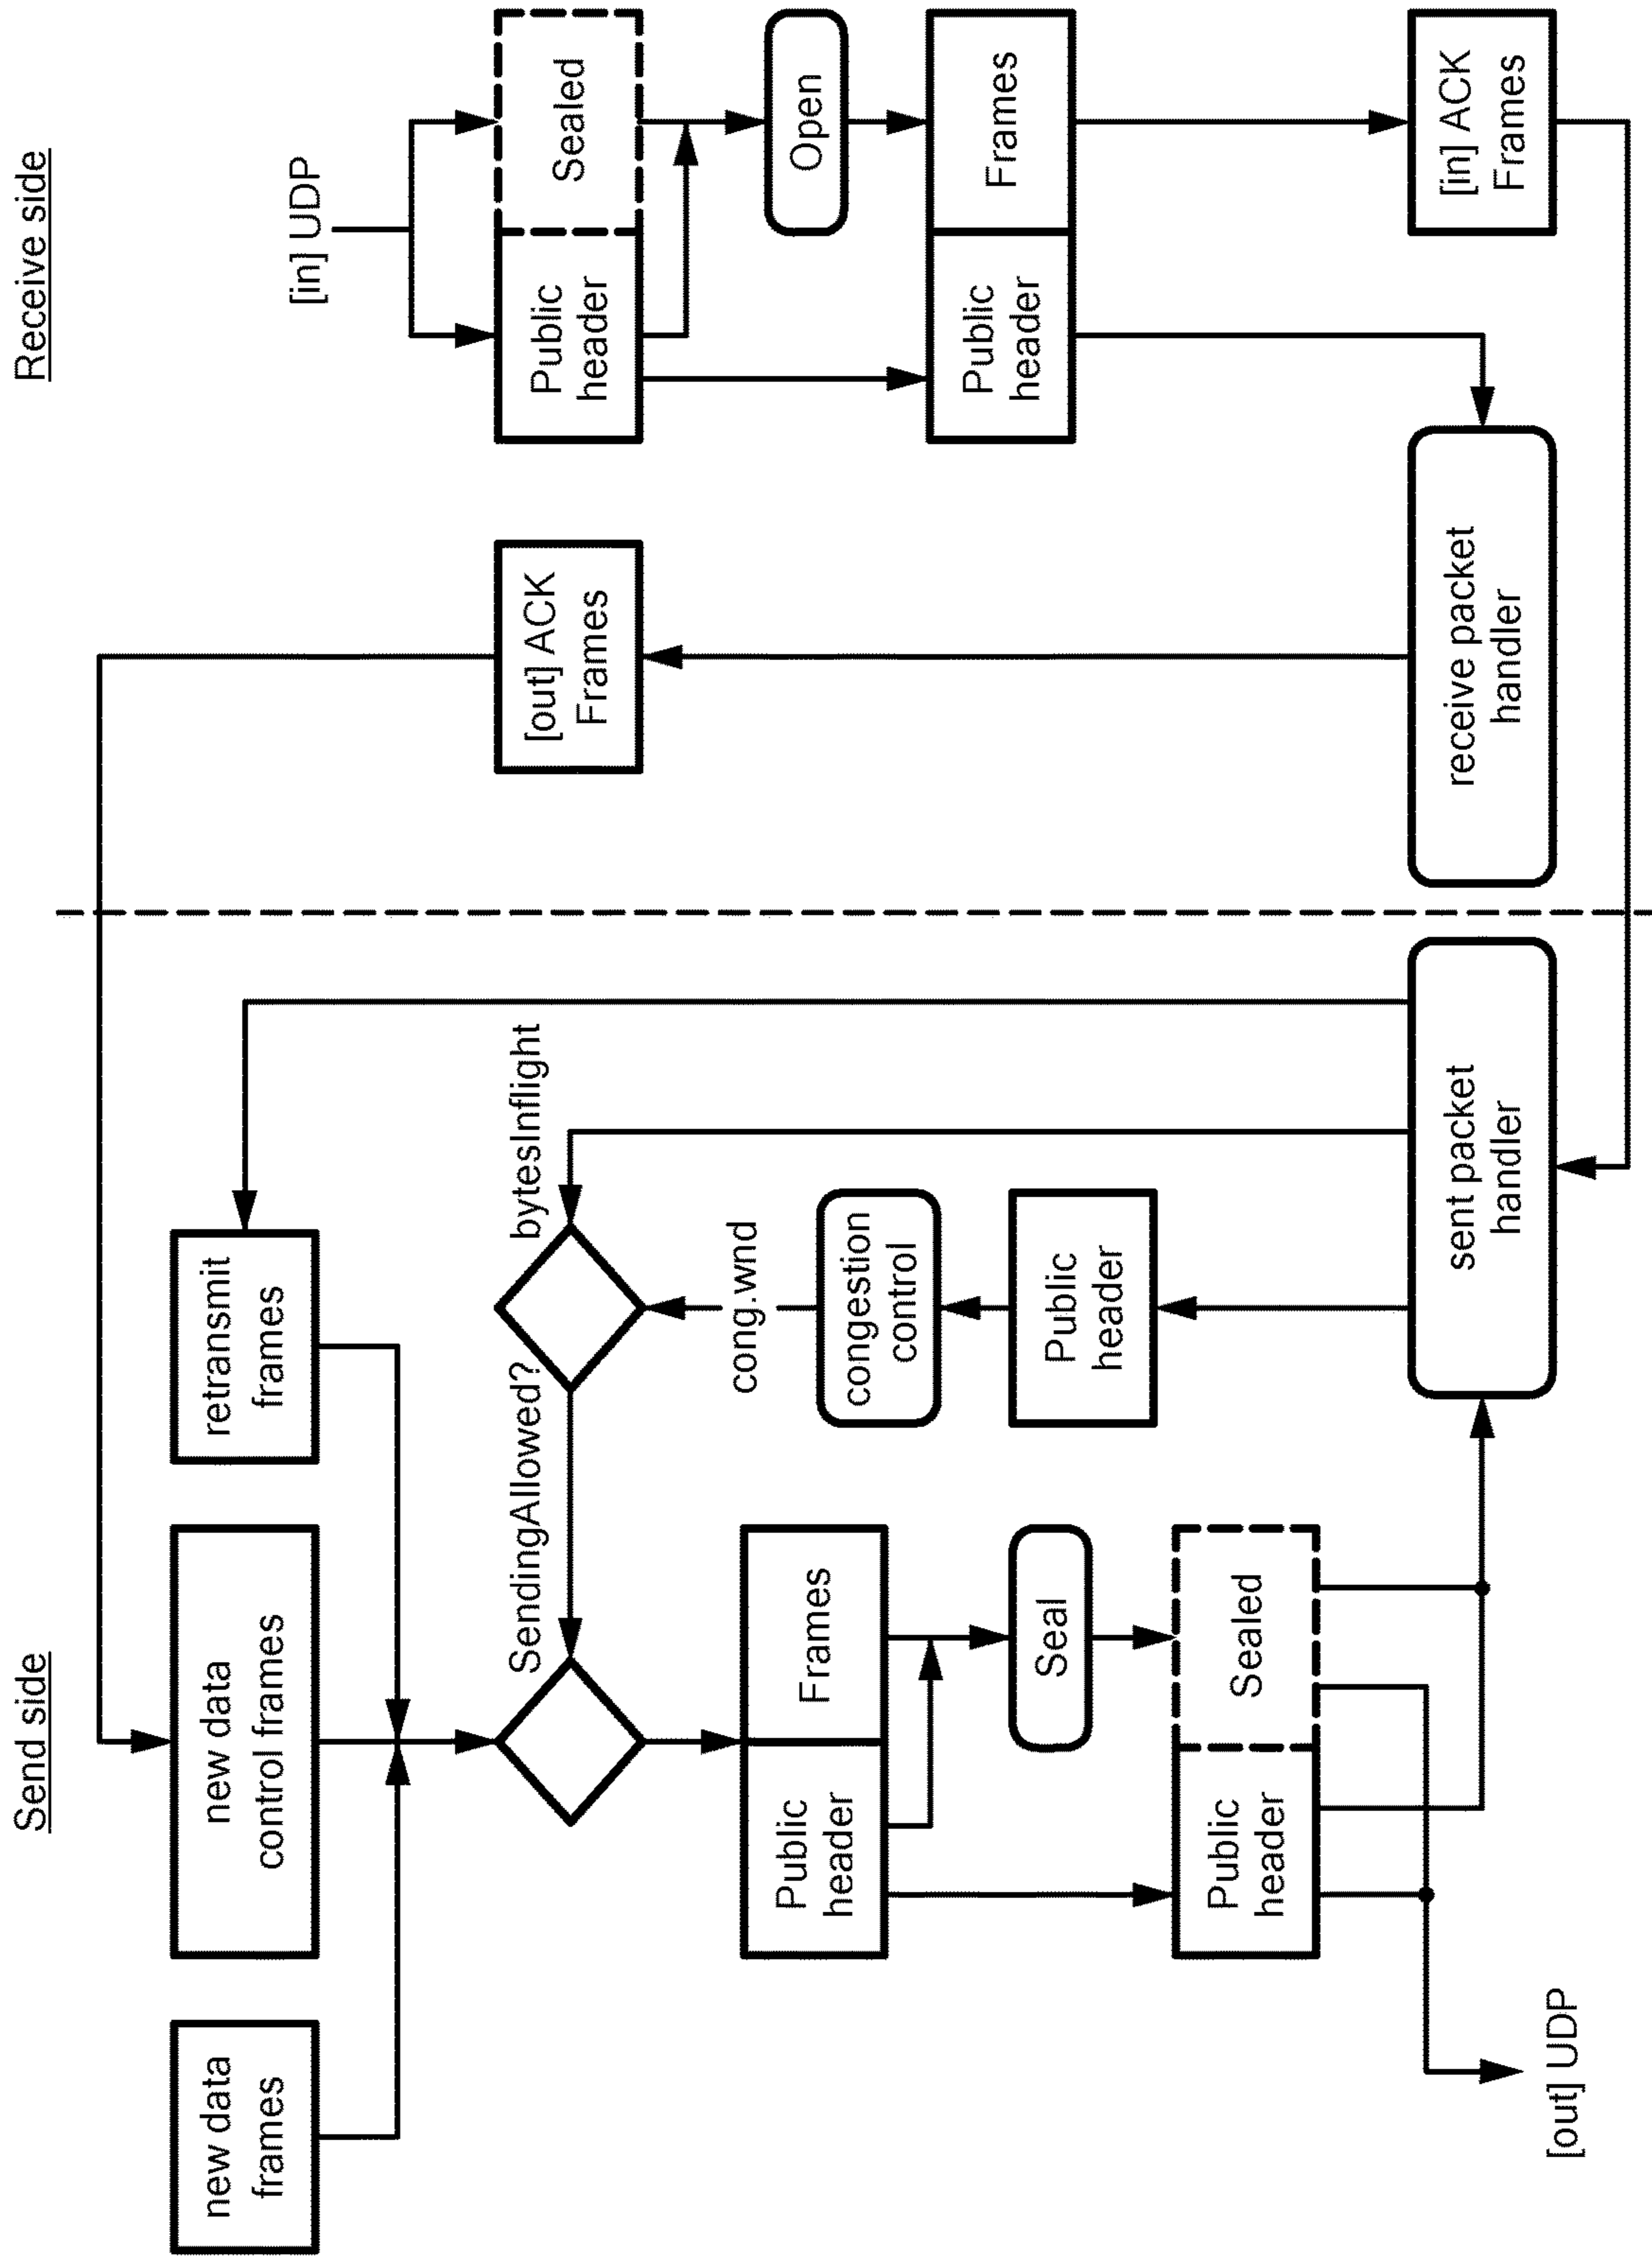 Send side
Receive side
new data
frames
new data
control frames
retransmit
frames
[out] ACK
Frames
[in] UDP
SendingAllowed?
bytesInflight
cong.wnd
Public
header
Frames
Seal
Public
header
Sealed
[out] UDP
congestion
control
Public
header
sent packet
handler
receive packet
handler
Public
header
Sealed
Open
Public
header
Frames
[in] ACK
Frames